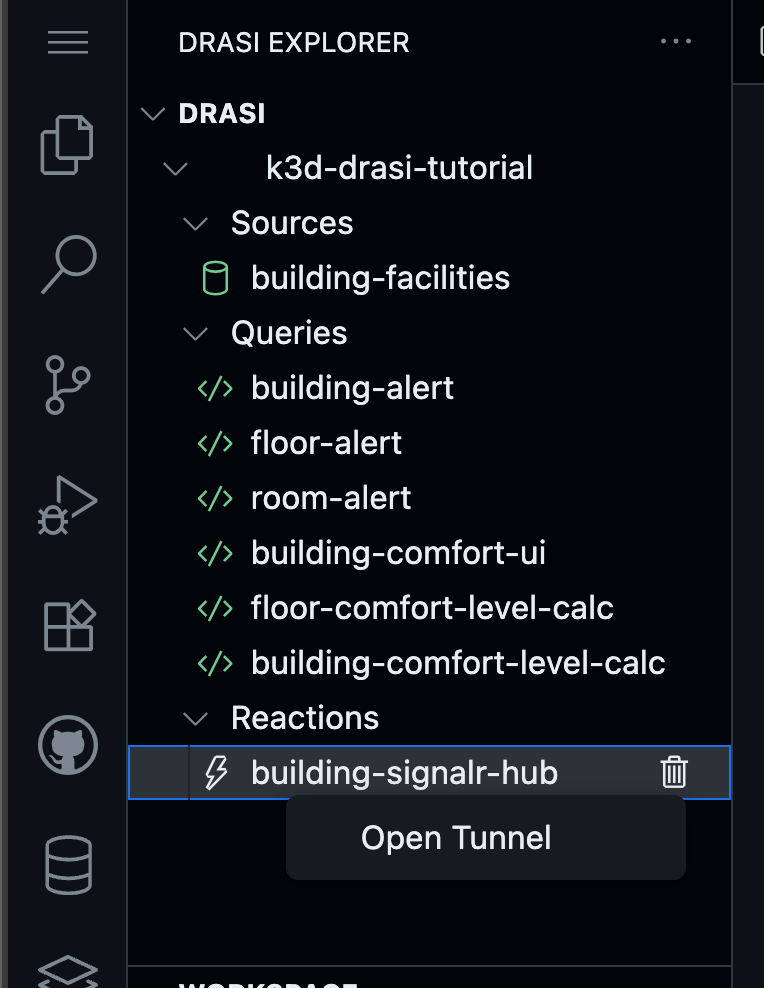 DRASI EXPLORER
DRASI
k3d-drasi-tutorial
Sources
building-facilities
Queries
building-alert
floor-alert
room-alert
building-comfort-ui
floor-comfort-level-calc
building-comfort-level-calc
Reactions
building-signalr-hub
Open Tunnel
WORKSPACE